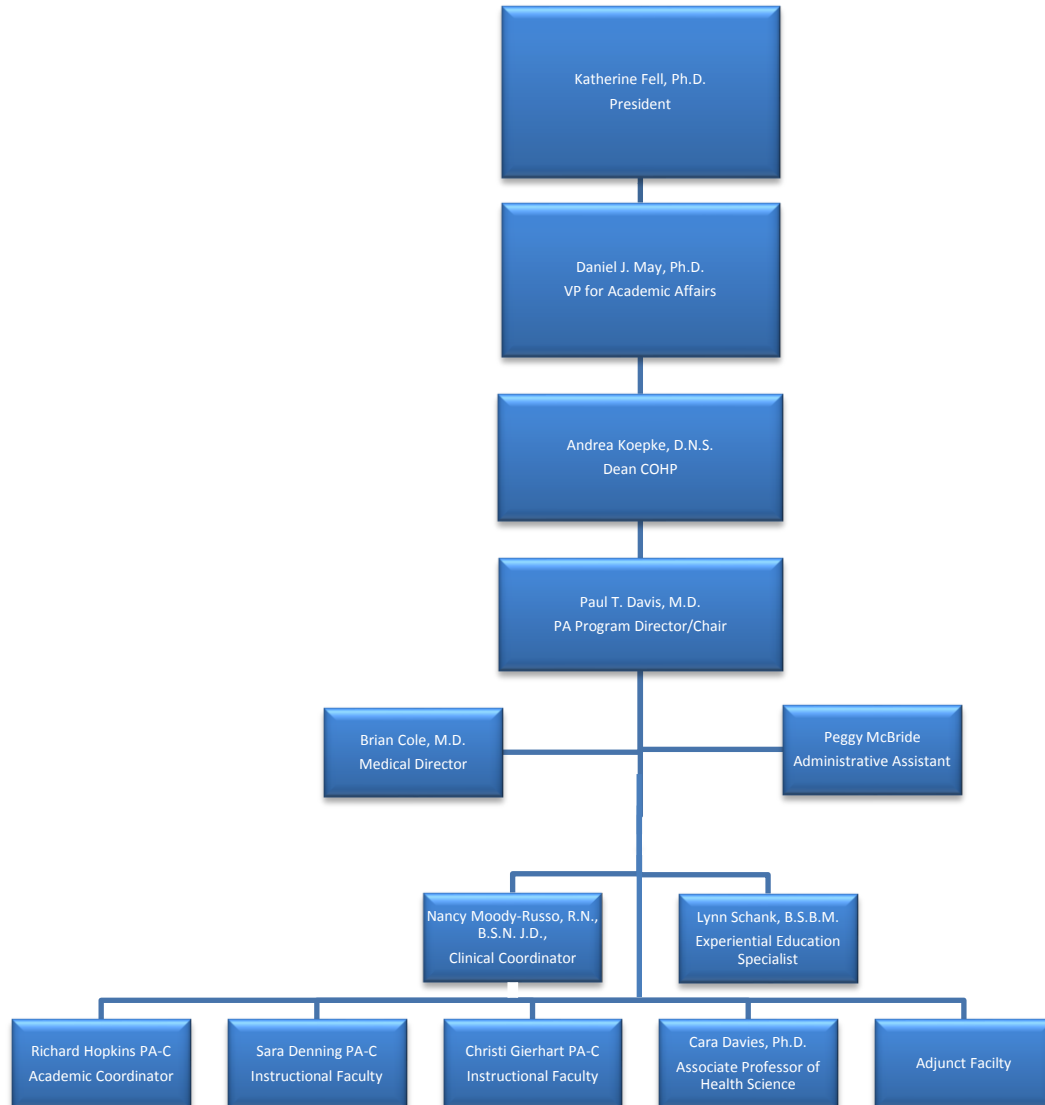 Katherine Fell, Ph.D.
President
Daniel J. May, Ph.D.
VP for Academic Affairs
Andrea Koepke, D.N.S.
Dean COHP
Paul T. Davis, M.D.
PA Program Director/Chair
Brian Cole, M.D.
Medical Director
Peggy McBride
Administrative Assistant
Nancy Moody-Russo, R.N.,
B.S.N. J.D.,
Clinical Coordinator
Lynn Schank, B.S.B.M.
Experiential Education
Specialist
Richard Hopkins PA-C
Academic Coordinator
Sara Denning PA-C
Instructional Faculty
Christi Gierhart PA-C
Instructional Faculty
Cara Davies, Ph.D.
Associate Professor of
Health Science
Adjunct Facilty